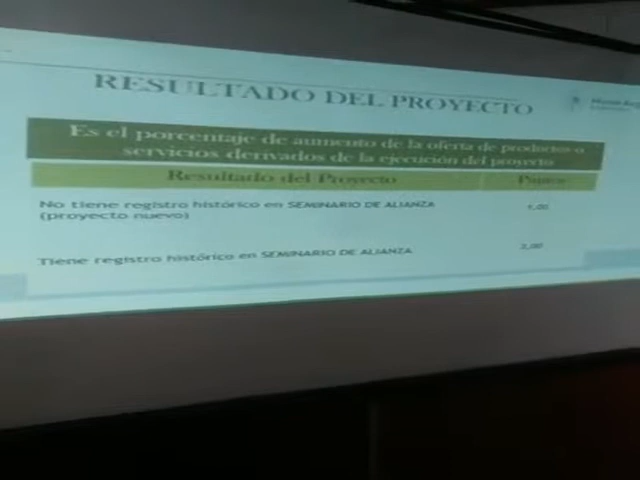 RESULTADO DEL PROYECTO
Es el porcentaje de aumento de la oferta de productos o
servicios derivados de la ejecución del proyecto
Resultado del Proyecto Puntos
No tiene registro histórico en SEMINARIO DE ALIANZA 1,00
(proyecto nuevo)
Tiene registro histórico en SEMINARIO DE ALIANZA